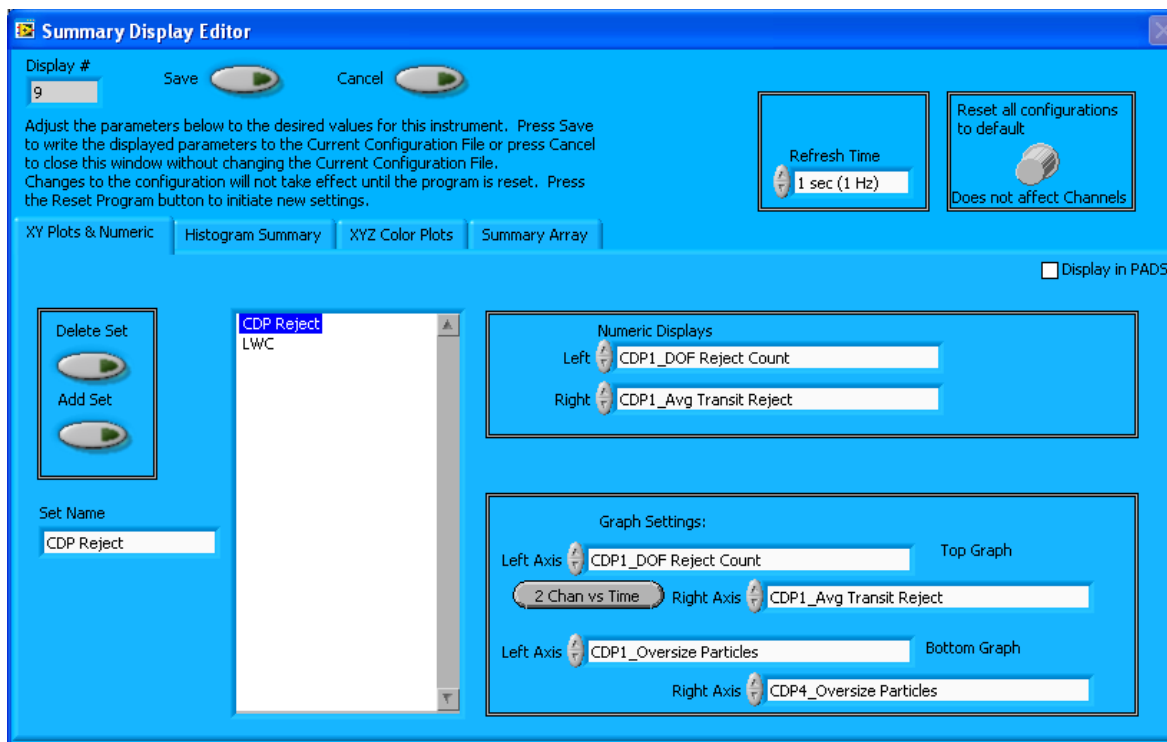 Summary Display Editor
Display #
9
Save
Cancel
Adjust the parameters below to the desired values for this instrument. Press Save
to write the displayed parameters to the Current Configuration File or press Cancel
to close this window without changing the Current Configuration File.
Changes to the configuration will not take effect until the program is reset. Press
the Reset Program button to initiate new settings.
Refresh Time
1 sec (1 Hz)
Reset all configurations
to default
Does not affect Channels
XY Plots & Numeric
Histogram Summary
XYZ Color Plots
Summary Array
Display in PADS
Delete Set
Add Set
Set Name
CDP Reject
CDP Reject
LWC
Numeric Displays
Left CDP1_DOF Reject Count
Right CDP1_Avg Transit Reject
Graph Settings:
Left Axis CDP1_DOF Reject Count Top Graph
2 Chan vs Time Right Axis CDP1_Avg Transit Reject
Left Axis CDP1_Oversize Particles Bottom Graph
Right Axis CDP4_Oversize Particles